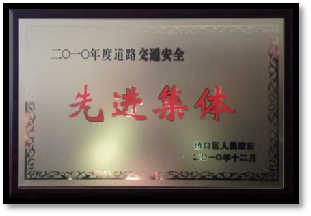 二〇一〇年度道路交通安全
先进集体
口区人民政府
二〇一〇年十二月